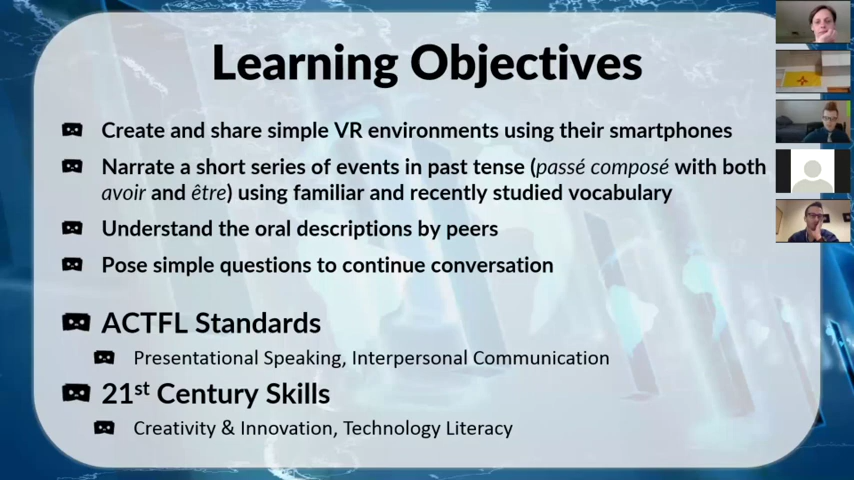 Learning Objectives
Create and share simple VR environments using their smartphones
Narrate a short series of events in past tense (passé composé with both
avoir and être) using familiar and recently studied vocabulary
Understand the oral descriptions by peers
Pose simple questions to continue conversation
ACTFL Standards
Presentational Speaking, Interpersonal Communication
21st Century Skills
Creativity & Innovation, Technology Literacy